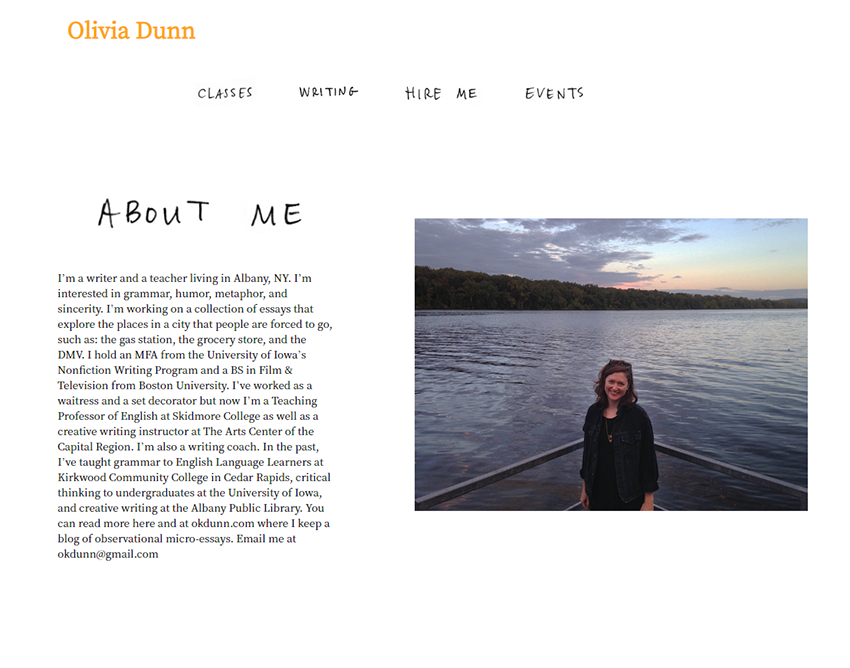 Olivia Dunn
CLASSES WRITING HIRE ME EVENTS
ABOUT ME
I'm a writer and a teacher living in Albany, NY. I'm
interested in grammar, humor, metaphor, and
sincerity. I'm working on a collection of essays that
explore the places in a city that people are forced to go,
such as: the gas station, the grocery store, and the
DMV. I hold an MFA from the University of Iowa's
Nonfiction Writing Program and a BS in Film &
Television from Boston University. I've worked as a
waitress and a set decorator but now I'm a Teaching
Professor of English at Skidmore College as well as a
creative writing instructor at The Arts Center of the
Capital Region. I'm also a writing coach. In the past,
I've taught grammar to English Language Learners at
Kirkwood Community College in Cedar Rapids, critical
thinking to undergraduates at the University of Iowa,
and creative writing at the Albany Public Library. You
can read more here and at okdunn.com where I keep a
blog of observational micro-essays. Email me at
okdunn@gmail.com